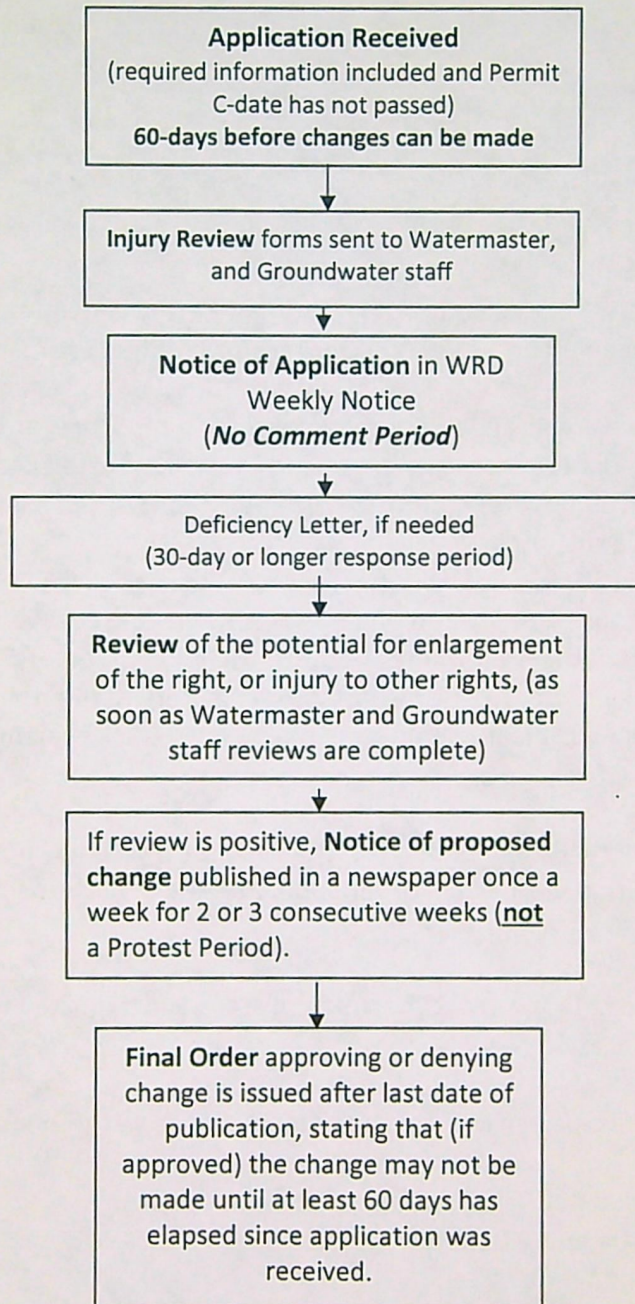 Application Received
(required information included and Permit
C-date has not passed)
60-days before changes can be made
Injury Review forms sent to Watermaster,
and Groundwater staff
Notice of Application in WRD
Weekly Notice
(No Comment Period)
Deficiency Letter, if needed
(30-day or longer response period)
Review of the potential for enlargement
of the right, or injury to other rights, (as
soon as Watermaster and Groundwater
staff reviews are complete)
If review is positive, Notice of proposed
change published in a newspaper once a
week for 2 or 3 consecutive weeks (not
a Protest Period).
Final Order approving or denying
change is issued after last date of
publication, stating that (if
approved) the change may not be
made until at least 60 days has
elapsed since application was
received.